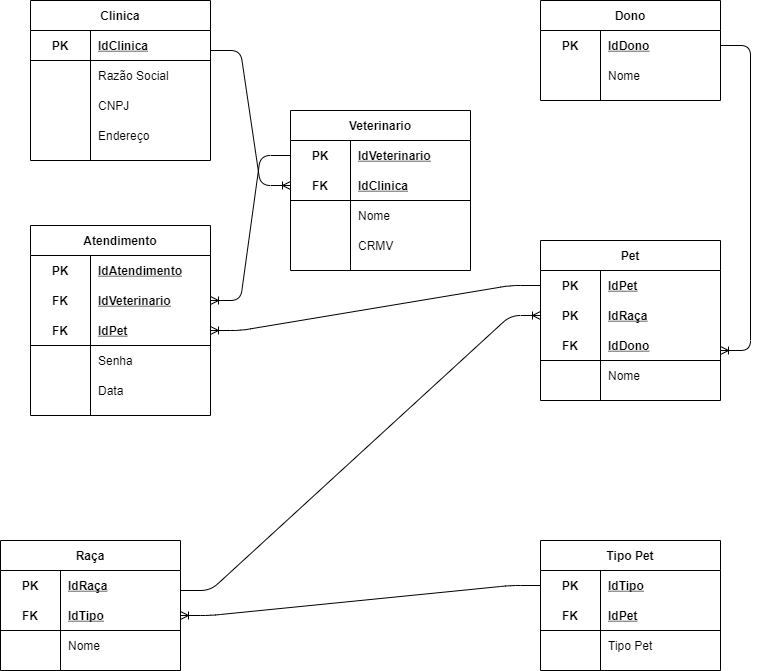 Clinica
PK IdClinica
Razão Social
CNPJ
Endereço
Dono
PK IdDono
Nome
Veterinario
PK IdVeterinario
FK IdClinica
Nome
CRMV
Atendimento
PK IdAtendimento
FK IdVeterinario
FK IdPet
Senha
Data
Pet
PK IdPet
PK IdRaça
FK IdDono
Nome
Raça
PK IdRaça
FK IdTipo
Nome
Tipo Pet
PK IdTipo
FK IdPet
Tipo Pet